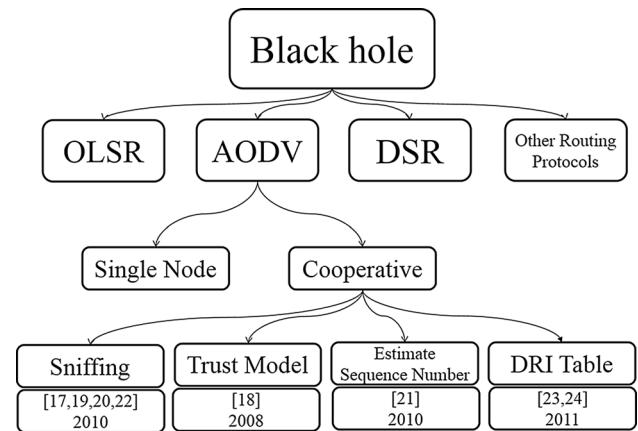 Black hole
OLSR
AODV
DSR
Other Routing
Protocols
Single Node
Cooperative
Sniffing
Trust Model
Estimate
Sequence Number
DRI Table
[17,19,20,22]
2010
[18]
2008
[21]
2010
[23,24]
2011